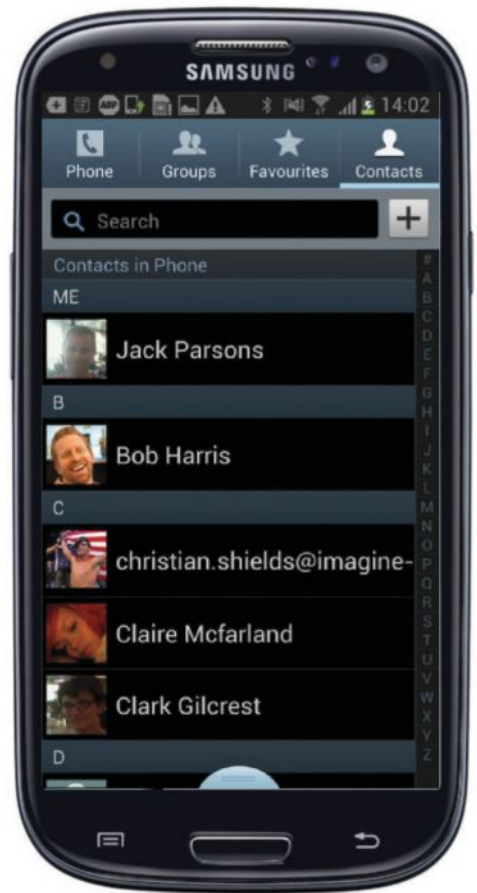 SAMSUNG
ABP 14:02
Phone Groups Favourites Contacts
Search +
Contacts in Phone
ME
Jack Parsons
B
Bob Harris
C
christian.shields@imagine-
Claire Mcfarland
Clark Gilcrest
D
#
A
B
C
D
E
F
G
H
I
J
K
L
M
N
O
P
Q
R
S
T
U
V
W
X
Y
Z